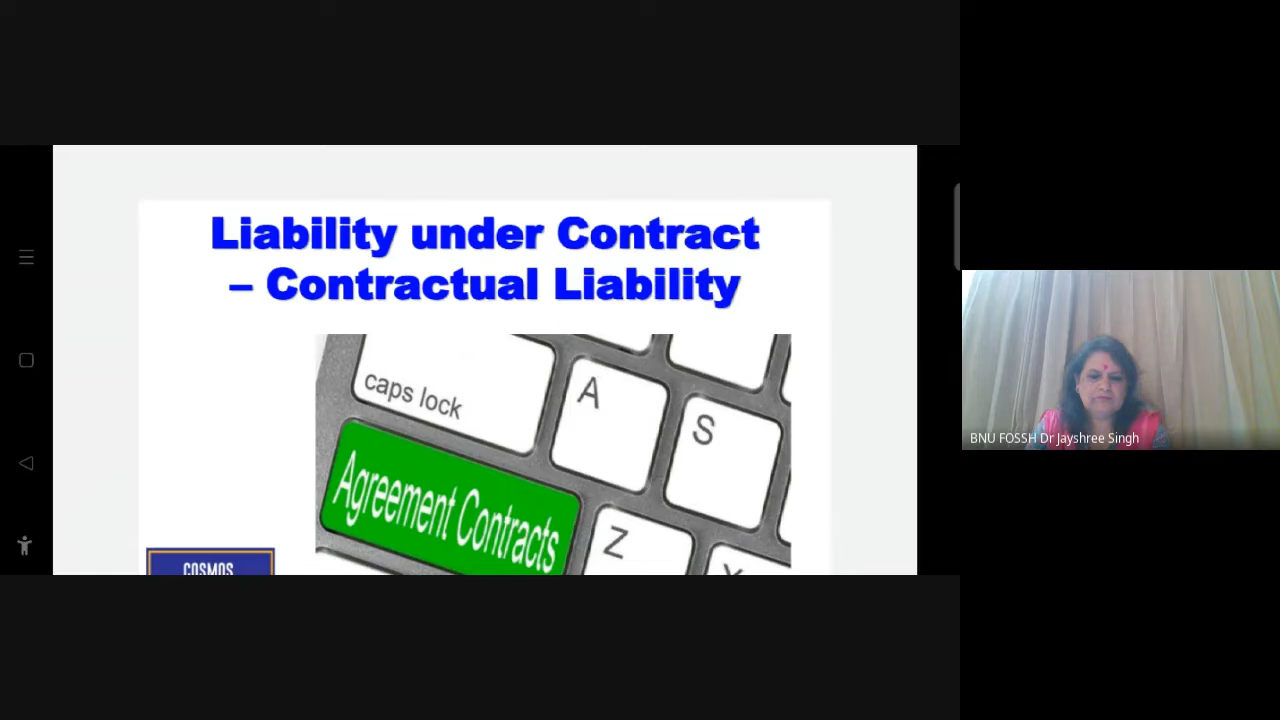 Liability under Contract
– Contractual Liability
caps lock
A
S
Agreement Contracts
Z
COSMOS
BNU FOSSH Dr Jayshree Singh